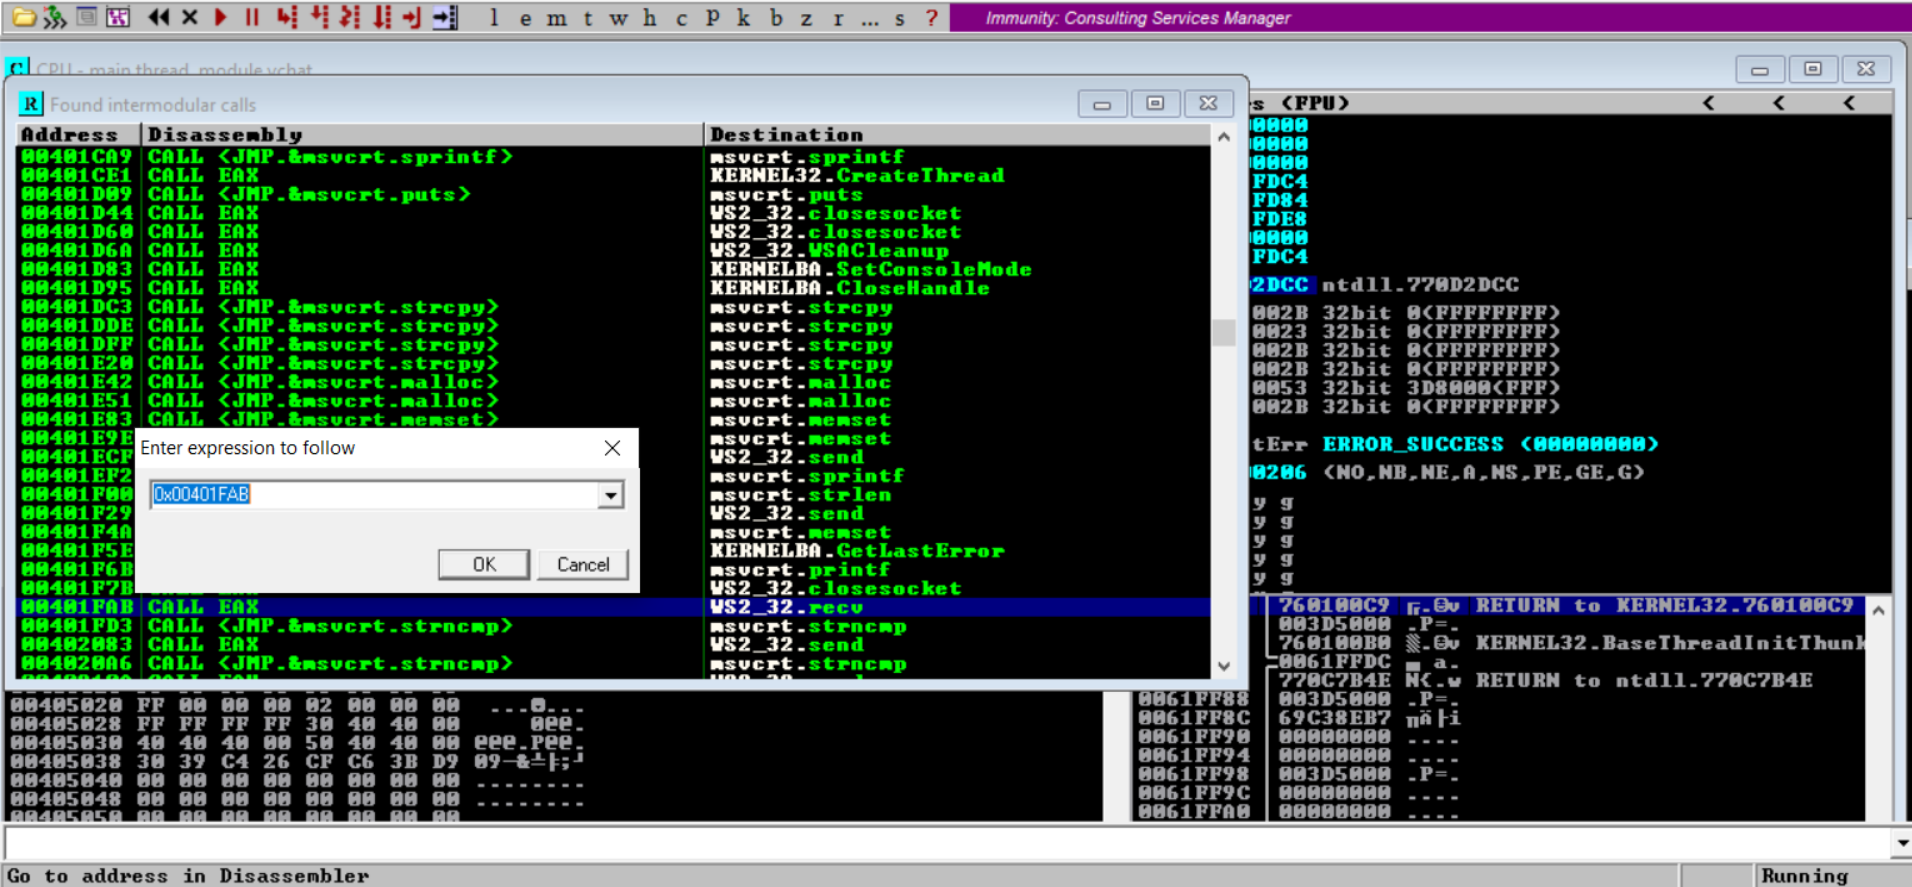 l e m t w h c P k b z r ... s ?
Immunity: Consulting Services Manager
CPU - main thread, module vchat
R Found intermodular calls
Address Disassembly Destination
00401CA9 CALL <JMP.&msvcrt.sprintf> msvcrt.sprintf
00401CE1 CALL EAX KERNEL32.CreateThread
00401D09 CALL <JMP.&msvcrt.puts> msvcrt.puts
00401D44 CALL EAX WS2_32.closesocket
00401D60 CALL EAX WS2_32.closesocket
00401D6A CALL EAX WS2_32.WSACleanup
00401D83 CALL EAX KERNELBA.SetConsoleMode
00401D95 CALL EAX KERNELBA.CloseHandle
00401DC3 CALL <JMP.&msvcrt.strcpy> msvcrt.strcpy
00401DDE CALL <JMP.&msvcrt.strcpy> msvcrt.strcpy
00401DFF CALL <JMP.&msvcrt.strcpy> msvcrt.strcpy
00401E20 CALL <JMP.&msvcrt.strcpy> msvcrt.strcpy
00401E42 CALL <JMP.&msvcrt.malloc> msvcrt.malloc
00401E51 CALL <JMP.&msvcrt.malloc> msvcrt.malloc
00401E83 CALL <JMP.&msvcrt.memset> msvcrt.memset
00401E9E msvcrt.memset
00401ECF WS2_32.send
00401EF2 msvcrt.sprintf
00401F00 msvcrt.strlen
00401F29 WS2_32.send
00401F4A msvcrt.memset
00401F5E KERNELBA.GetLastError
00401F6B msvcrt.printf
00401F7B WS2_32.closesocket
00401FAB CALL EAX WS2_32.recv
00401FD3 CALL <JMP.&msvcrt.strncmp> msvcrt.strncmp
00402083 CALL EAX WS2_32.send
004020A6 CALL <JMP.&msvcrt.strncmp> msvcrt.strncmp
Enter expression to follow
0x00401FAB
OK Cancel
s (FPU) < < <
0000
0000
0000
FDC4
FD84
FDE8
0000
FDC4
2DCC ntdll.770D2DCC
002B 32bit 0(FFFFFFFF)
0023 32bit 0(FFFFFFFF)
002B 32bit 0(FFFFFFFF)
002B 32bit 0(FFFFFFFF)
0053 32bit 3D8000(FFF)
002B 32bit 0(FFFFFFFF)
tErr ERROR_SUCCESS (00000000)
0206 (NO,NB,NE,A,NS,PE,GE,G)
y g
y g
y g
y g
y g
760100C9 RETURN to KERNEL32.760100C9
003D5000 .P=.
760100B0 KERNEL32.BaseThreadInitThunk
0061FFDC
770C7B4E RETURN to ntdll.770C7B4E
0061FF88 003D5000 .P=.
0061FF8C 69C38EB7
0061FF90 00000000 ....
0061FF94 00000000 ....
0061FF98 003D5000 .P=.
0061FF9C 00000000 ....
0061FFA0 00000000 ....
00405020 FF 00 00 00 02 00 00 00
00405028 FF FF FF FF 30 40 40 00 0@@.
00405030 40 40 40 00 50 40 40 00 @@@.P@@.
00405038 30 39 C4 26 CF C6 3B D9
00405040 00 00 00 00 00 00 00 00 ........
00405048 00 00 00 00 00 00 00 00 ........
00405050 00 00 00 00 00 00 00 00
Go to address in Disassembler
Running